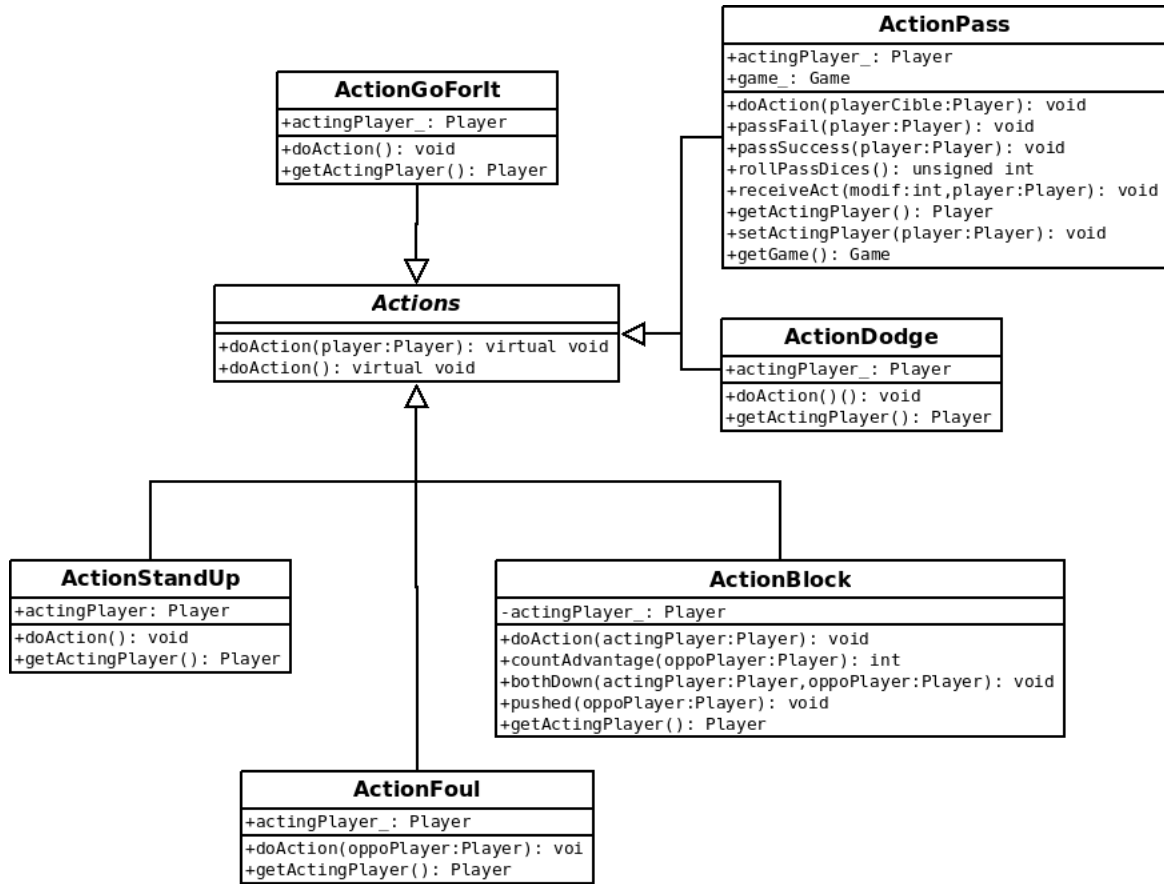 ActionPass
+actingPlayer_: Player
+game_: Game
+doAction(playerCible:Player): void
+passFail(player:Player): void
+passSuccess(player:Player): void
+rollPassDices(): unsigned int
+receiveAct(modif:int,player:Player): void
+getActingPlayer(): Player
+setActingPlayer(player:Player): void
+getGame(): Game
ActionGoForIt
+actingPlayer_: Player
+doAction(): void
+getActingPlayer(): Player
Actions
+doAction(player:Player): virtual void
+doAction(): virtual void
ActionDodge
+actingPlayer_: Player
+doAction()(): void
+getActingPlayer(): Player
ActionStandUp
+actingPlayer: Player
+doAction(): void
+getActingPlayer(): Player
ActionBlock
-actingPlayer_: Player
+doAction(actingPlayer:Player): void
+countAdvantage(oppoPlayer:Player): int
+bothDown(actingPlayer:Player,oppoPlayer:Player): void
+pushed(oppoPlayer:Player): void
+getActingPlayer(): Player
ActionFoul
+actingPlayer_: Player
+doAction(oppoPlayer:Player): voi
+getActingPlayer(): Player